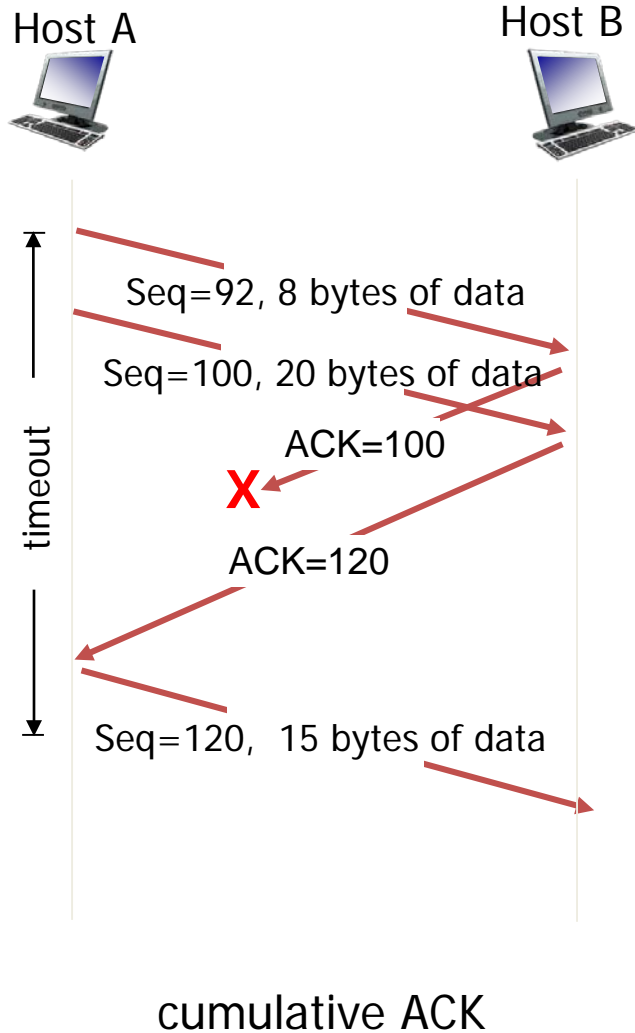 Host A
Host B
Seq=92, 8 bytes of data
Seq=100, 20 bytes of data
ACK=100
X
timeout
ACK=120
Seq=120, 15 bytes of data
cumulative ACK